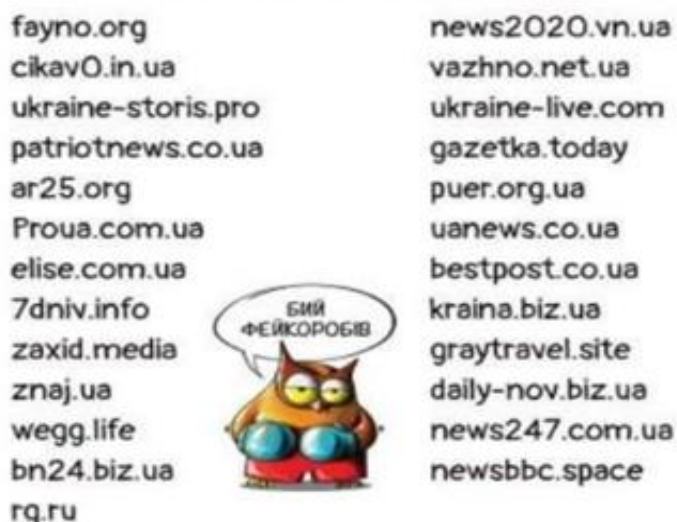 fayno.org
cikav0.in.ua
ukraine-storis.pro
patriotnews.co.ua
ar25.org
Proua.com.ua
elise.com.ua
7dniv.info
zaxid.media
znaj.ua
wegg.life
bn24.biz.ua
rg.ru
БИЙ
ФЕЙКОРОБІВ
news2020.vn.ua
vazhno.net.ua
ukraine-live.com
gazetka.today
puer.org.ua
uanews.co.ua
bestpost.co.ua
kraina.biz.ua
graytravel.site
daily-nov.biz.ua
news247.com.ua
newsbbc.space